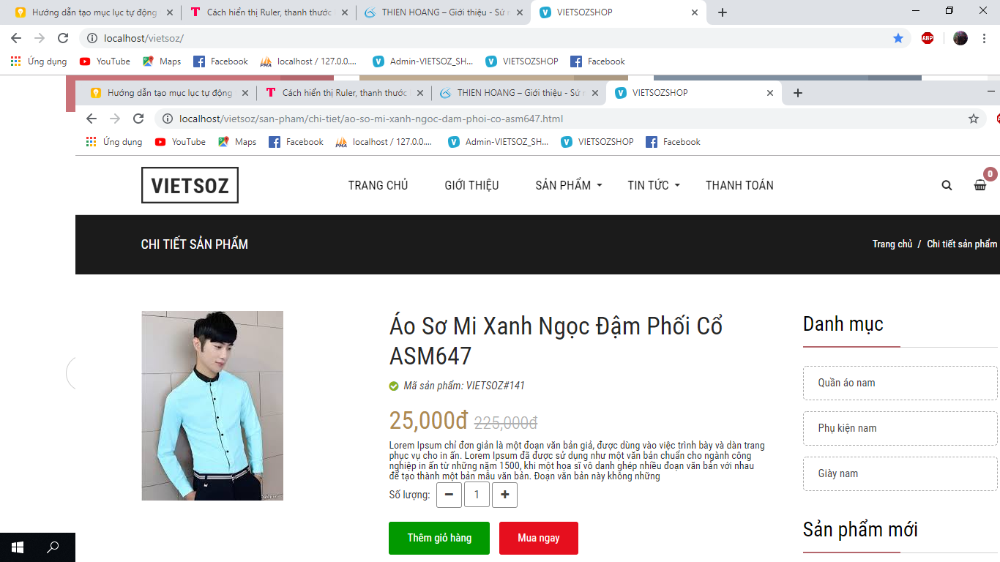 Hướng dẫn tạo mục lục tự động
Cách hiển thị Ruler, thanh thước
THIEN HOANG – Giới thiệu - Sứ
VIETSOZSHOP
localhost/vietsoz/
ABP
Ứng dụng
YouTube
Maps
Facebook
localhost / 127.0.0....
Admin-VIETSOZ_SH...
VIETSOZSHOP
Facebook
Hướng dẫn tạo mục lục tự động
Cách hiển thị Ruler, thanh thước
THIEN HOANG – Giới thiệu - Sứ
VIETSOZSHOP
localhost/vietsoz/san-pham/chi-tiet/ao-so-mi-xanh-ngoc-dam-phoi-co-asm647.html
Ứng dụng
YouTube
Maps
Facebook
localhost / 127.0.0....
Admin-VIETSOZ_SH...
VIETSOZSHOP
Facebook
VIETSOZ
TRANG CHỦ
GIỚI THIỆU
SẢN PHẨM
TIN TỨC
THANH TOÁN
0
CHI TIẾT SẢN PHẨM
Trang chủ / Chi tiết sản phẩm
Áo Sơ Mi Xanh Ngọc Đậm Phối Cổ
ASM647
Mã sản phẩm: VIETSOZ#141
25,000đ 225,000đ
Lorem Ipsum chỉ đơn giản là một đoạn văn bản giả, được dùng vào việc trình bày và dàn trang
phục vụ cho in ấn. Lorem Ipsum đã được sử dụng như một văn bản chuẩn cho ngành công
nghiệp in ấn từ những năm 1500, khi một họa sĩ vô danh ghép nhiều đoạn văn bản với nhau
để tạo thành một bản mẫu văn bản. Đoạn văn bản này không những
Số lượng: − 1 +
Thêm giỏ hàng
Mua ngay
Danh mục
Quần áo nam
Phụ kiện nam
Giày nam
Sản phẩm mới